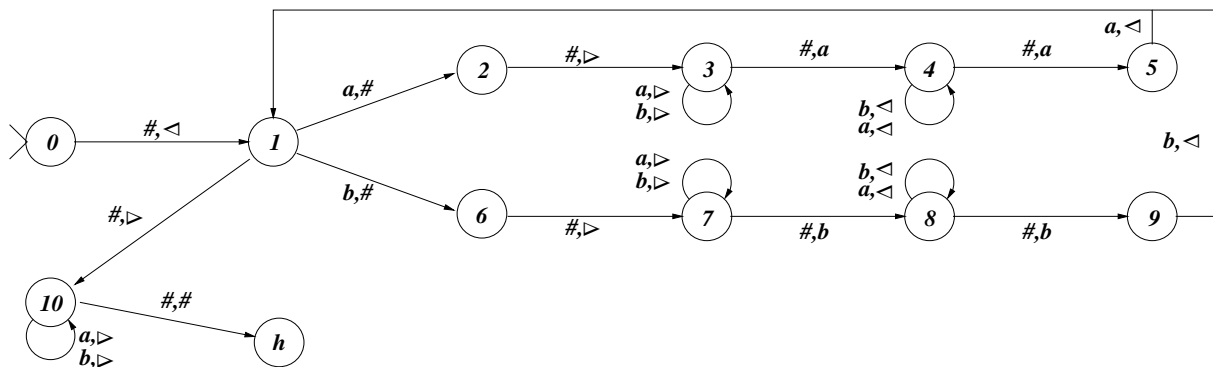 a,◁
2 #,▷ 3 #,a 4 #,a 5
a,#
a,▷
b,▷
b,◁
a,◁
0 #,◁ 1
b,◁
a,▷
b,▷
b,◁
a,◁
b,#
6 #,▷ 7 #,b 8 #,b 9
#,▷
10 #,# h
a,▷
b,▷